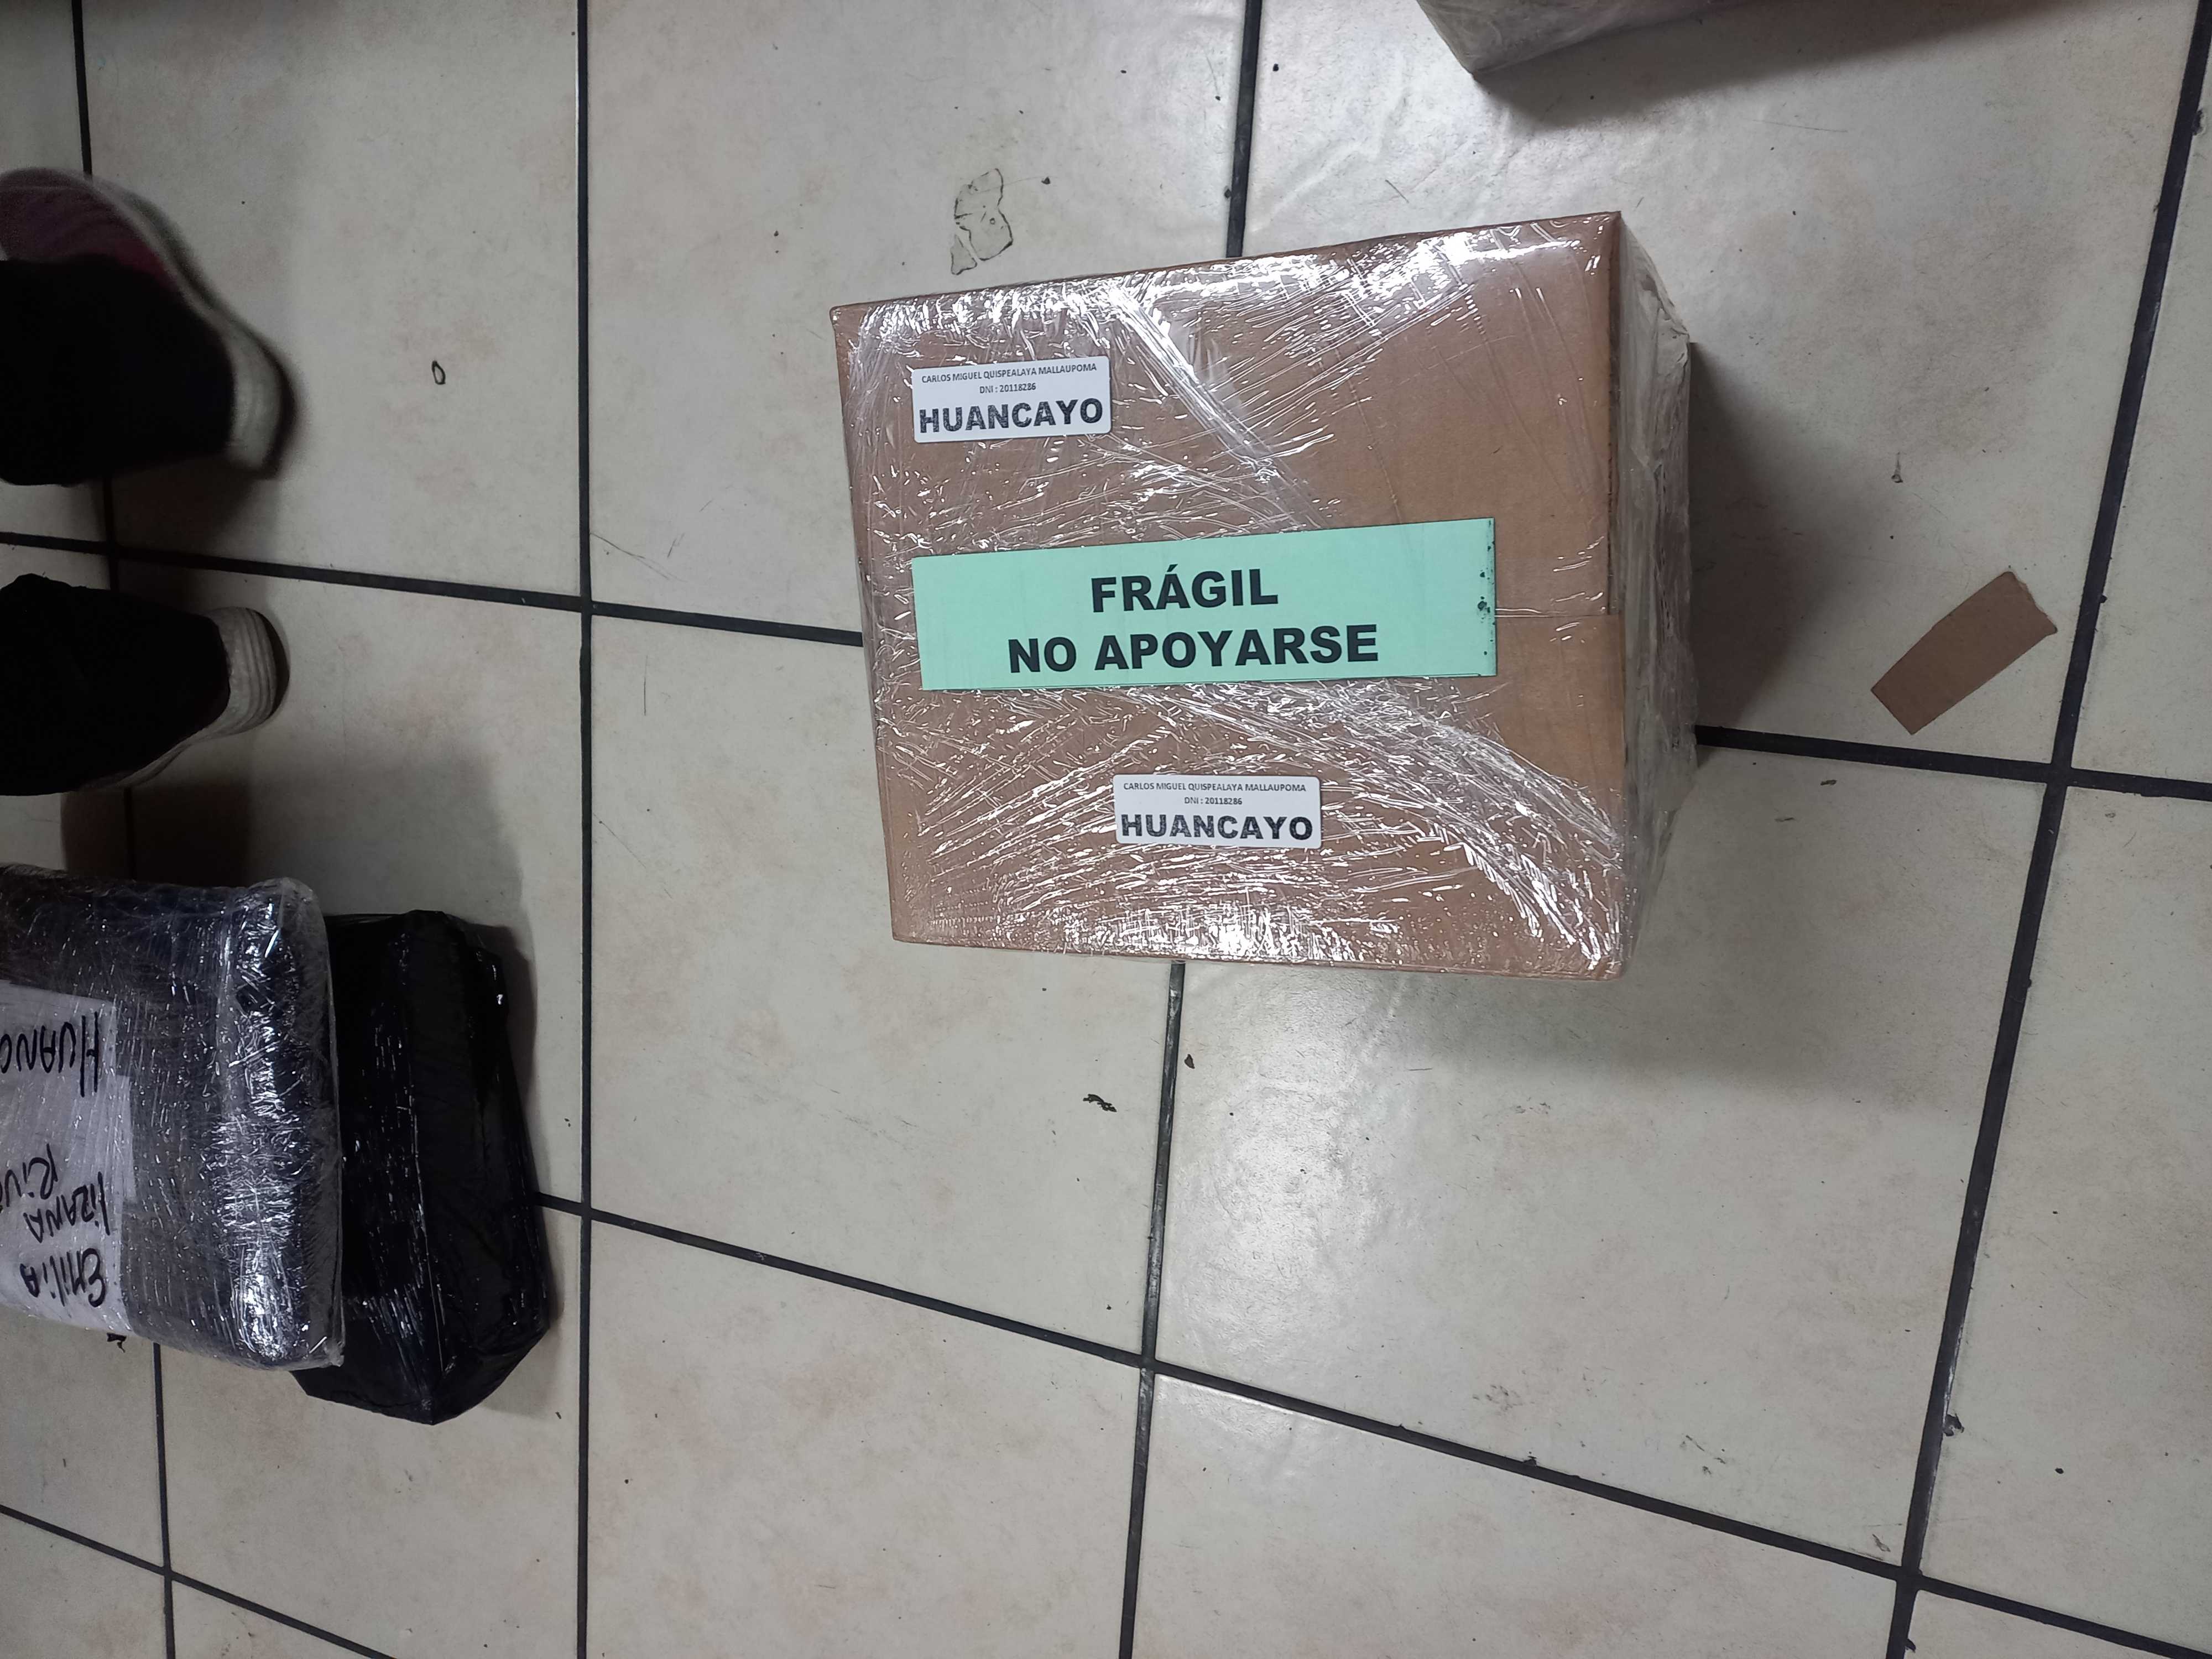 CARLOS MIGUEL QUISPEALAYA MALLAUPOMA
DNI : 20118286
HUANCAYO
FRÁGIL
NO APOYARSE
CARLOS MIGUEL QUISPEALAYA MALLAUPOMA
DNI : 20118286
HUANCAYO
Emilia